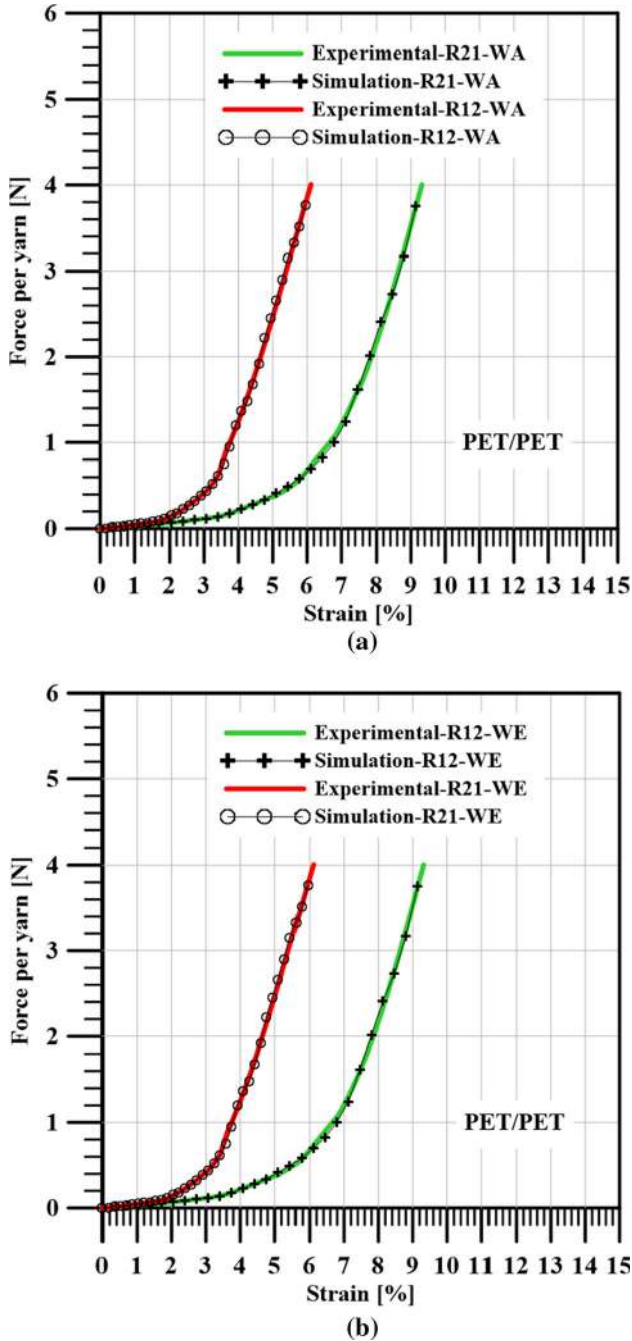 6
Experimental-R21-WA
Simulation-R21-WA
5
Experimental-R12-WA
Simulation-R12-WA
4
Force per yarn [N]
3
2
1
PET/PET
0
0 1 2 3 4 5 6 7 8 9 10 11 12 13 14 15
Strain [%]
(a)
6
Experimental-R12-WE
Simulation-R12-WE
5
Experimental-R21-WE
Simulation-R21-WE
4
Force per yarn [N]
3
2
1
PET/PET
0
0 1 2 3 4 5 6 7 8 9 10 11 12 13 14 15
Strain [%]
(b)